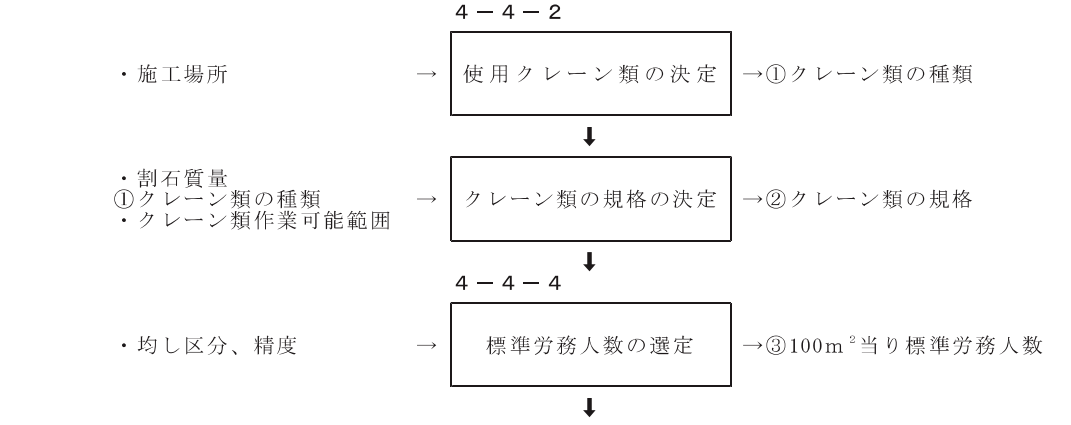 ４－４－２
・施工場所　→　使用クレーン類の決定　→①クレーン類の種類
⬇
・割石質量
①クレーン類の種類　→　クレーン類の規格の決定　→②クレーン類の規格
・クレーン類作業可能範囲
⬇
４－４－４
・均し区分、精度　→　標準労務人数の選定　→③100m²当り標準労務人数
⬇